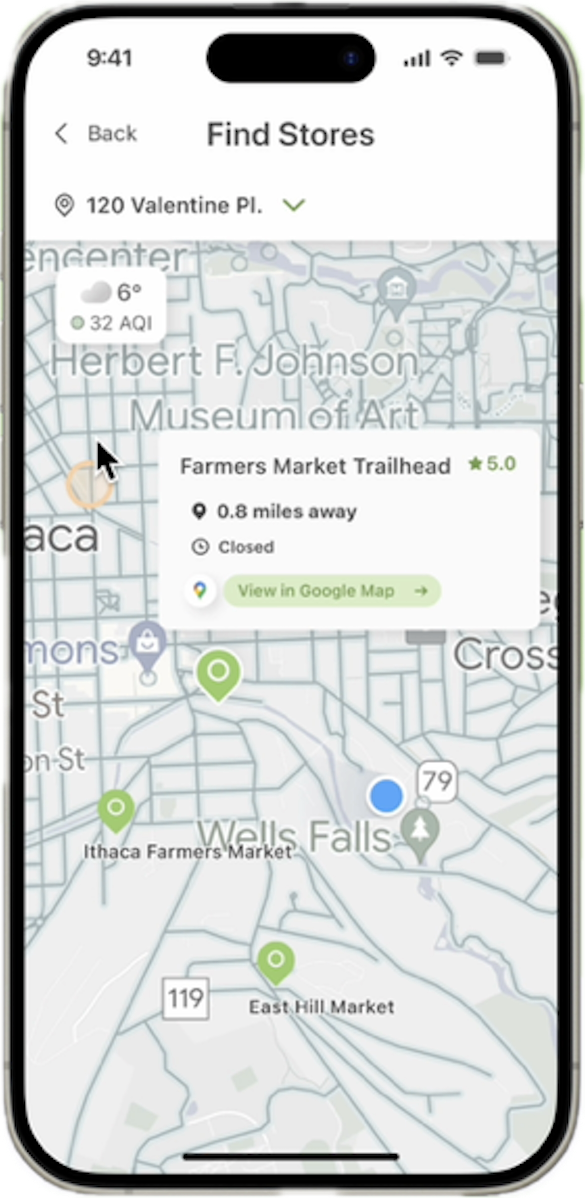 9:41
Back
Find Stores
120 Valentine Pl.
encenter
6°
32 AQI
Herbert F. Johnson
Museum of Art
Farmers Market Trailhead
5.0
0.8 miles away
aca
Closed
View in Google Map
mons
Cross
St
on St
79
Wells Falls
Ithaca Farmers Market
119
East Hill Market